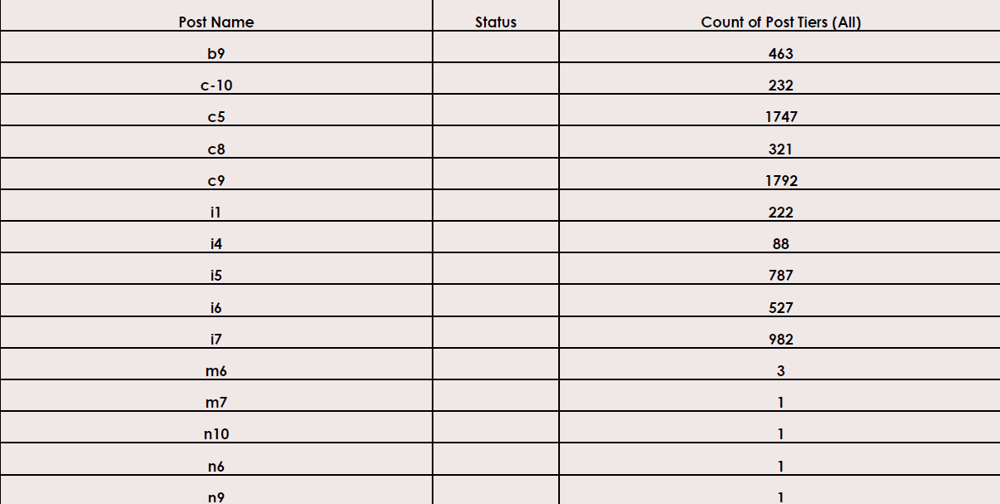 Post Name Status Count of Post Tiers (All)
b9 463
c-10 232
c5 1747
c8 321
c9 1792
i1 222
i4 88
i5 787
i6 527
i7 982
m6 3
m7 1
n10 1
n6 1
n9 1